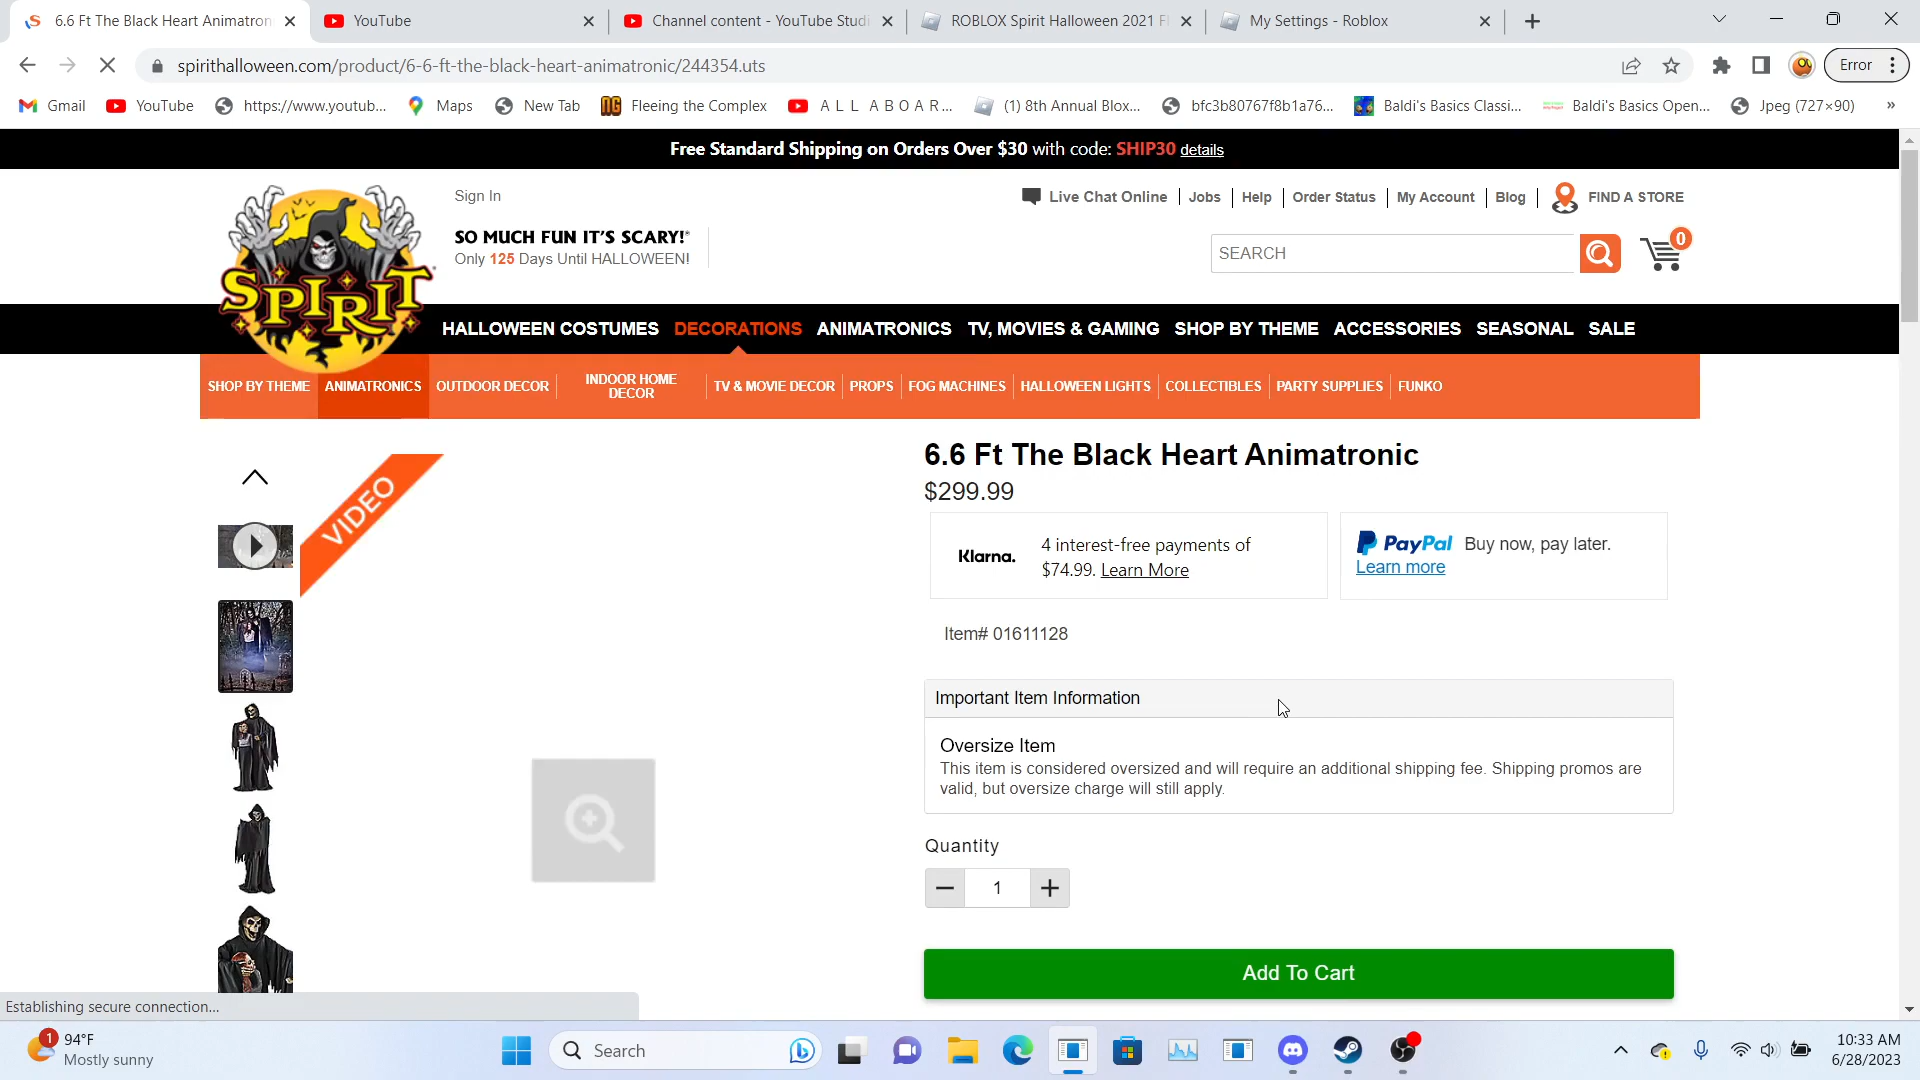 6.6 Ft The Black Heart Animatron
YouTube
Channel content - YouTube Studi
ROBLOX Spirit Halloween 2021 Fl
My Settings - Roblox
spirithalloween.com/product/6-6-ft-the-black-heart-animatronic/244354.uts
Error
Gmail
YouTube
https://www.youtub...
Maps
New Tab
Fleeing the Complex
A L L A B O A R...
(1) 8th Annual Blox...
bfc3b80767f8b1a76...
Baldi's Basics Classi...
Baldi's Basics Open...
Jpeg (727×90)
»
Free Standard Shipping on Orders Over $30 with code: SHIP30 details
SPIRIT
Sign In
Live Chat Online
Jobs
Help
Order Status
My Account
Blog
FIND A STORE
SO MUCH FUN IT'S SCARY!®
Only 125 Days Until HALLOWEEN!
SEARCH
0
HALLOWEEN COSTUMES
DECORATIONS
ANIMATRONICS
TV, MOVIES & GAMING
SHOP BY THEME
ACCESSORIES
SEASONAL
SALE
SHOP BY THEME
ANIMATRONICS
OUTDOOR DECOR
INDOOR HOME
DECOR
TV & MOVIE DECOR
PROPS
FOG MACHINES
HALLOWEEN LIGHTS
COLLECTIBLES
PARTY SUPPLIES
FUNKO
VIDEO
6.6 Ft The Black Heart Animatronic
$299.99
Klarna.
4 interest-free payments of
$74.99. Learn More
PayPal Buy now, pay later.
Learn more
Item# 01611128
Important Item Information
Oversize Item
This item is considered oversized and will require an additional shipping fee. Shipping promos are
valid, but oversize charge will still apply.
Quantity
1
Add To Cart
Establishing secure connection...
1
94°F
Mostly sunny
Search
10:33 AM
6/28/2023